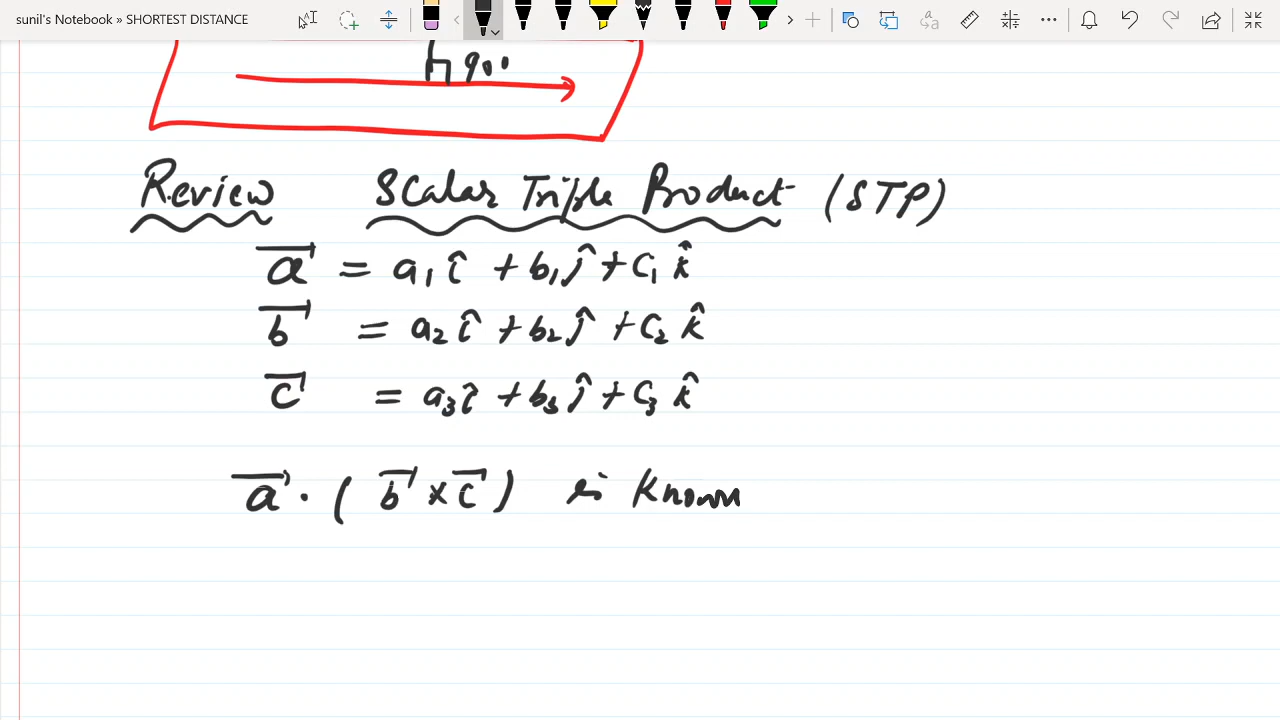 sunil's Notebook » SHORTEST DISTANCE
90°
Review Scalar Triple Product (STP)
a⃗ = a₁î + b₁ĵ + c₁k̂
b⃗ = a₂î + b₂ĵ + c₂k̂
c⃗ = a₃î + b₃ĵ + c₃k̂
a⃗ · ( b⃗ × c⃗ ) is known